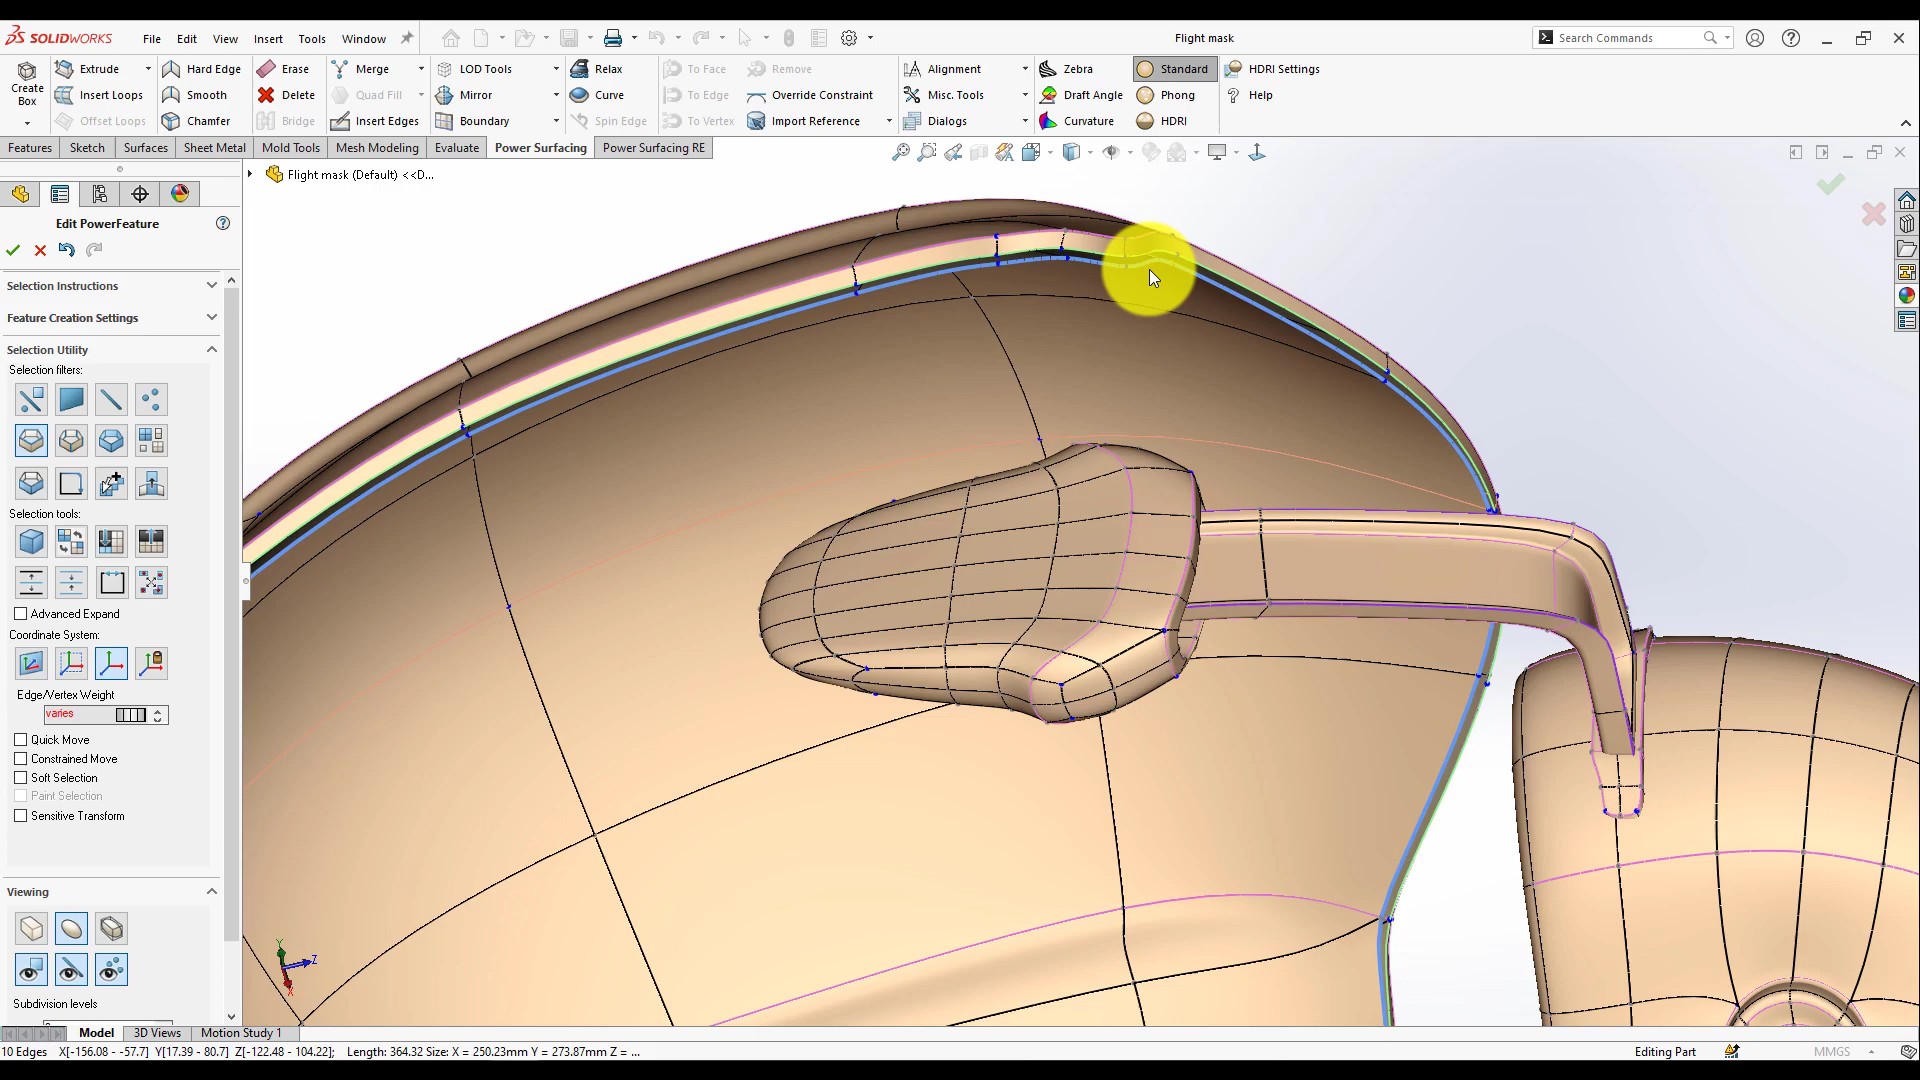 SOLIDWORKS File Edit View Insert Tools Window Flight mask Search Commands
Create Box
Extrude Hard Edge Erase Merge LOD Tools Relax To Face Remove Alignment Zebra Standard HDRI Settings
Insert Loops Smooth Delete Quad Fill Mirror Curve To Edge Override Constraint Misc. Tools Draft Angle Phong Help
Offset Loops Chamfer Bridge Insert Edges Boundary Spin Edge To Vertex Import Reference Dialogs Curvature HDRI
Features Sketch Surfaces Sheet Metal Mold Tools Mesh Modeling Evaluate Power Surfacing Power Surfacing RE
Flight mask (Default) <<D...
Edit PowerFeature
Selection Instructions
Feature Creation Settings
Selection Utility
Selection filters:
Selection tools:
Advanced Expand
Coordinate System:
Edge/Vertex Weight
varies
Quick Move
Constrained Move
Soft Selection
Paint Selection
Sensitive Transform
Viewing
Y
Z
X
Subdivision levels
Model 3D Views Motion Study 1
10 Edges X[-156.08 - -57.7] Y[17.39 - 80.7] Z[-122.48 - 104.22]; Length: 364.32 Size: X = 250.23mm Y = 273.87mm Z = ... Editing Part MMGS